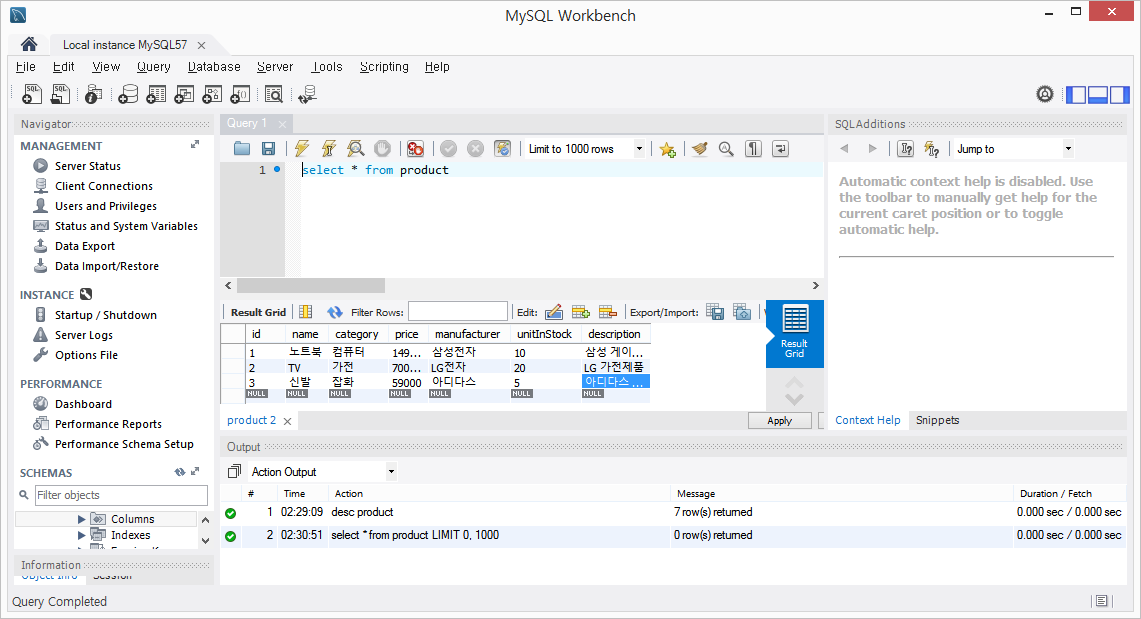 MySQL Workbench
Local instance MySQL57
File Edit View Query Database Server Tools Scripting Help
Navigator
MANAGEMENT
Server Status
Client Connections
Users and Privileges
Status and System Variables
Data Export
Data Import/Restore
INSTANCE
Startup / Shutdown
Server Logs
Options File
PERFORMANCE
Dashboard
Performance Reports
Performance Schema Setup
SCHEMAS
Filter objects
Columns
Indexes
Information
Object Info Session
Query 1
Limit to 1000 rows
1 select * from product
Result Grid Filter Rows: Edit: Export/Import:
id name category price manufacturer unitInStock description
1 노트북 컴퓨터 149... 삼성전자 10 삼성 게이...
2 TV 가전 700... LG전자 20 LG 가전제품
3 신발 잡화 59000 아디다스 5 아디다스 ...
NULL NULL NULL NULL NULL NULL NULL
Result
Grid
product 2
Apply
SQLAdditions
Jump to
Automatic context help is disabled. Use
the toolbar to manually get help for the
current caret position or to toggle
automatic help.
Context Help Snippets
Output
Action Output
# Time Action Message Duration / Fetch
1 02:29:09 desc product 7 row(s) returned 0.000 sec / 0.000 sec
2 02:30:51 select * from product LIMIT 0, 1000 0 row(s) returned 0.000 sec / 0.000 sec
Query Completed